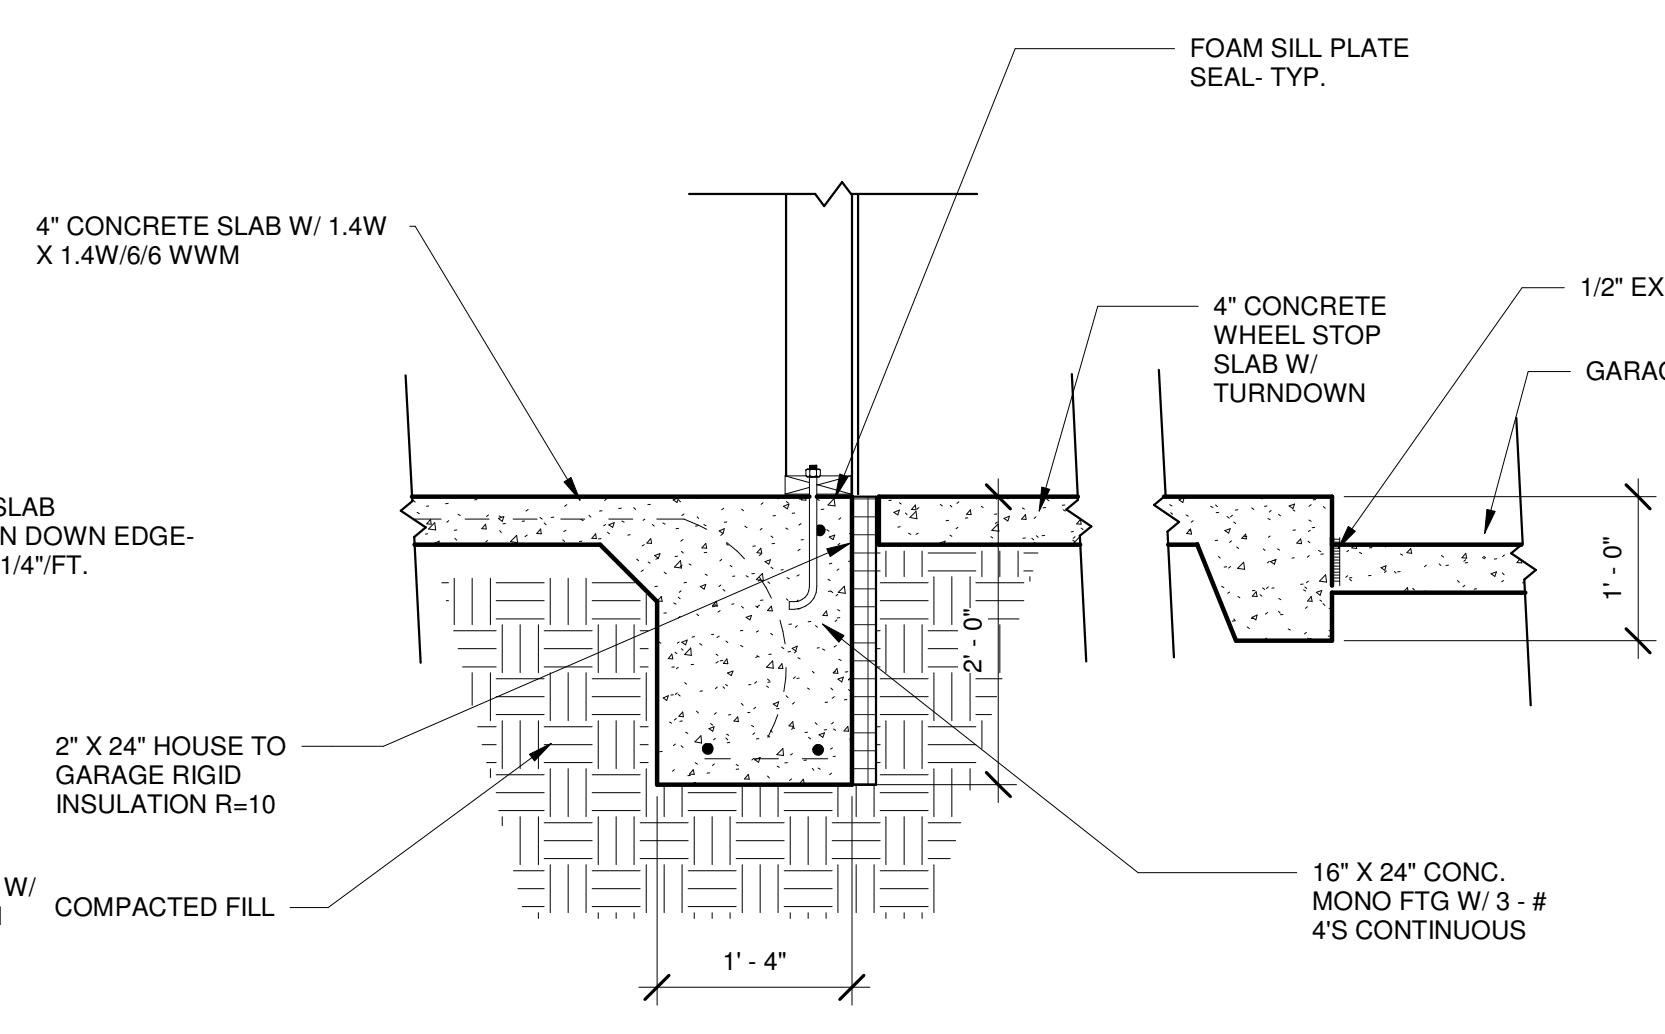 FOAM SILL PLATE
SEAL- TYP.
4" CONCRETE SLAB W/ 1.4W
X 1.4W/6/6 WWM
1/2" EX
4" CONCRETE
WHEEL STOP
SLAB W/
TURNDOWN
GARAG
SLAB
N DOWN EDGE-
1/4"/FT.
1' - 0"
2' - 0"
2" X 24" HOUSE TO
GARAGE RIGID
INSULATION R=10
W/
COMPACTED FILL
16" X 24" CONC.
MONO FTG W/ 3 - #
4'S CONTINUOUS
1' - 4"